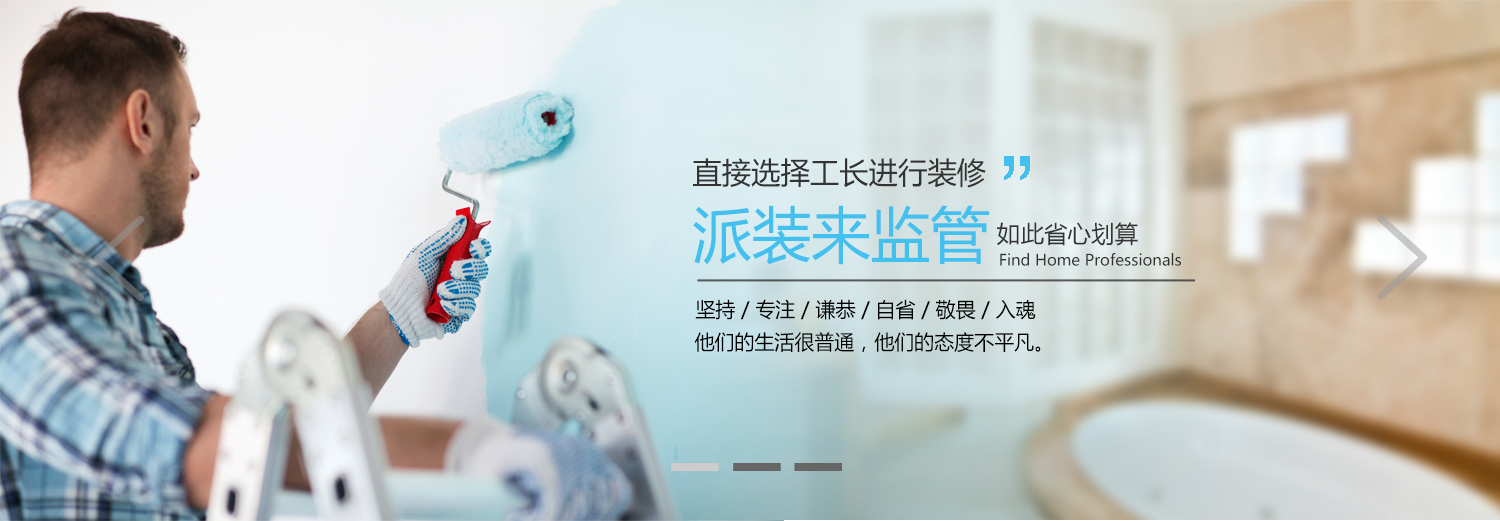 直接选择工长进行装修 ”
派装来监管 如此省心划算
Find Home Professionals
坚持 / 专注 / 谦恭 / 自省 / 敬畏 / 入魂
他们的生活很普通，他们的态度不平凡。